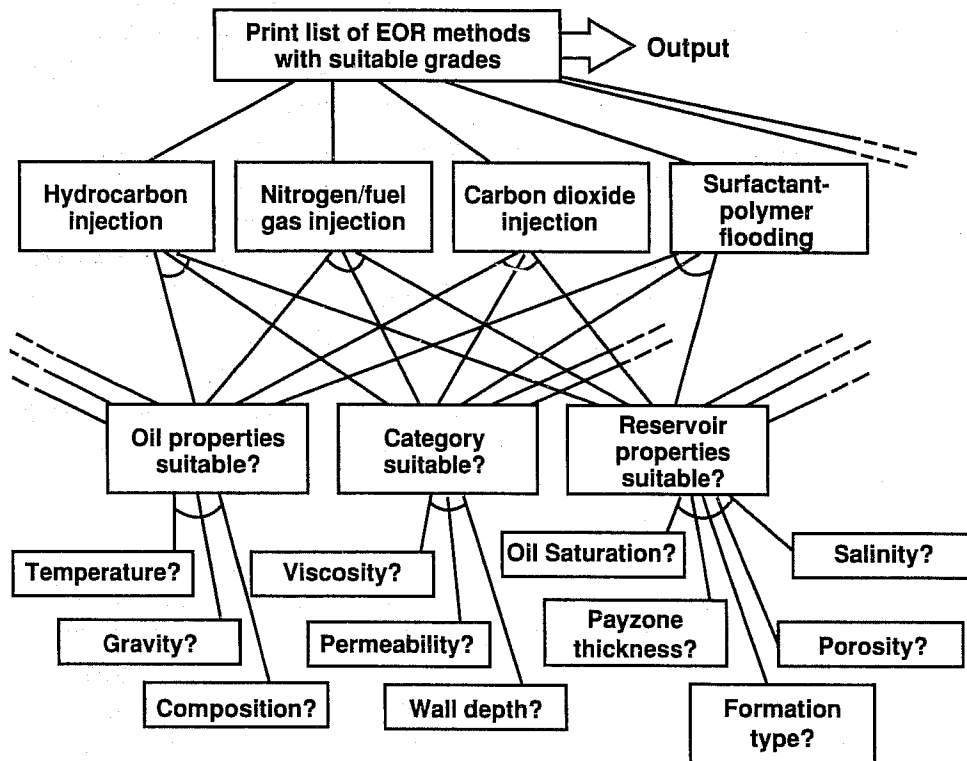 Print list of EOR methods
with suitable grades
Output
Hydrocarbon
injection
Nitrogen/fuel
gas injection
Carbon dioxide
injection
Surfactant-
polymer
flooding
Oil properties
suitable?
Category
suitable?
Reservoir
properties
suitable?
Temperature?
Gravity?
Composition?
Viscosity?
Permeability?
Wall depth?
Oil Saturation?
Payzone
thickness?
Formation
type?
Porosity?
Salinity?